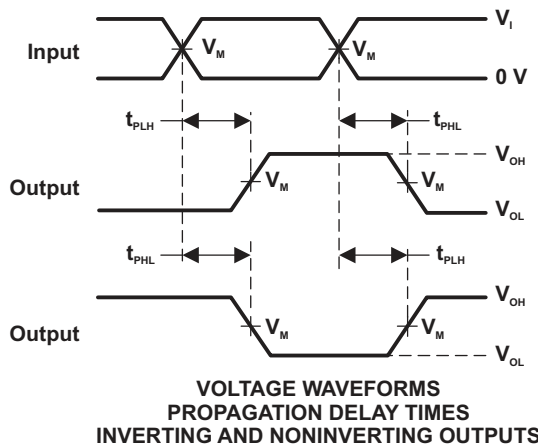 V_I
Input
V_M V_M
0 V
t_PLH t_PHL
V_OH
Output
V_M V_M
V_OL
t_PHL t_PLH
V_OH
Output
V_M V_M
V_OL
VOLTAGE WAVEFORMS
PROPAGATION DELAY TIMES
INVERTING AND NONINVERTING OUTPUTS